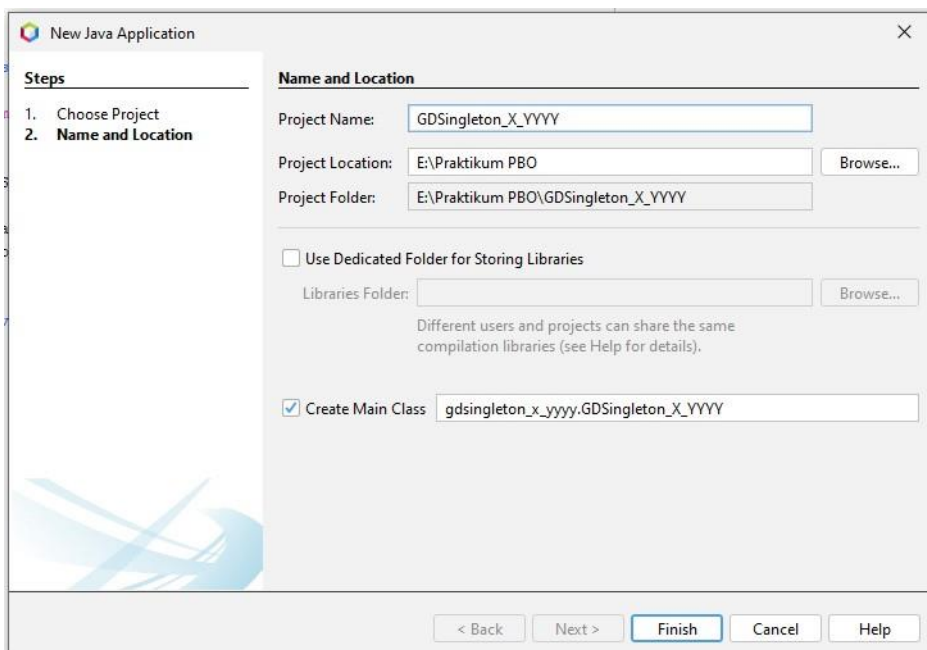 New Java Application
Steps
1. Choose Project
2. Name and Location
Name and Location
Project Name: GDSingleton_X_YYYY
Project Location: E:\Praktikum PBO Browse...
Project Folder: E:\Praktikum PBO\GDSingleton_X_YYYY
Use Dedicated Folder for Storing Libraries
Libraries Folder: Browse...
Different users and projects can share the same
compilation libraries (see Help for details).
Create Main Class gdsingleton_x_yyyy.GDSingleton_X_YYYY
< Back Next > Finish Cancel Help